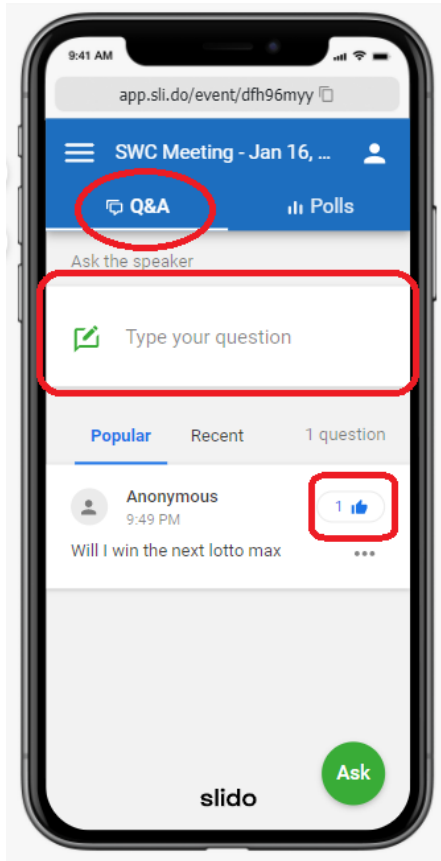 9:41 AM
app.sli.do/event/dfh96myy
SWC Meeting - Jan 16, ...
Q&A Polls
Ask the speaker
Type your question
Popular Recent 1 question
Anonymous
1
9:49 PM
Will I win the next lotto max
Ask
slido